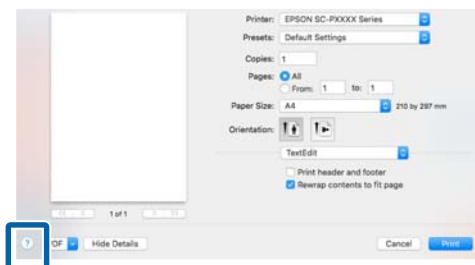 Printer: EPSON SC-PXXXX Series
Presets: Default Settings
Copies: 1
Pages: All
From: 1 to: 1
Paper Size: A4 210 by 297 mm
Orientation:
TextEdit
Print header and footer
Rewrap contents to fit page
1 of 1
? DF Hide Details Cancel Print